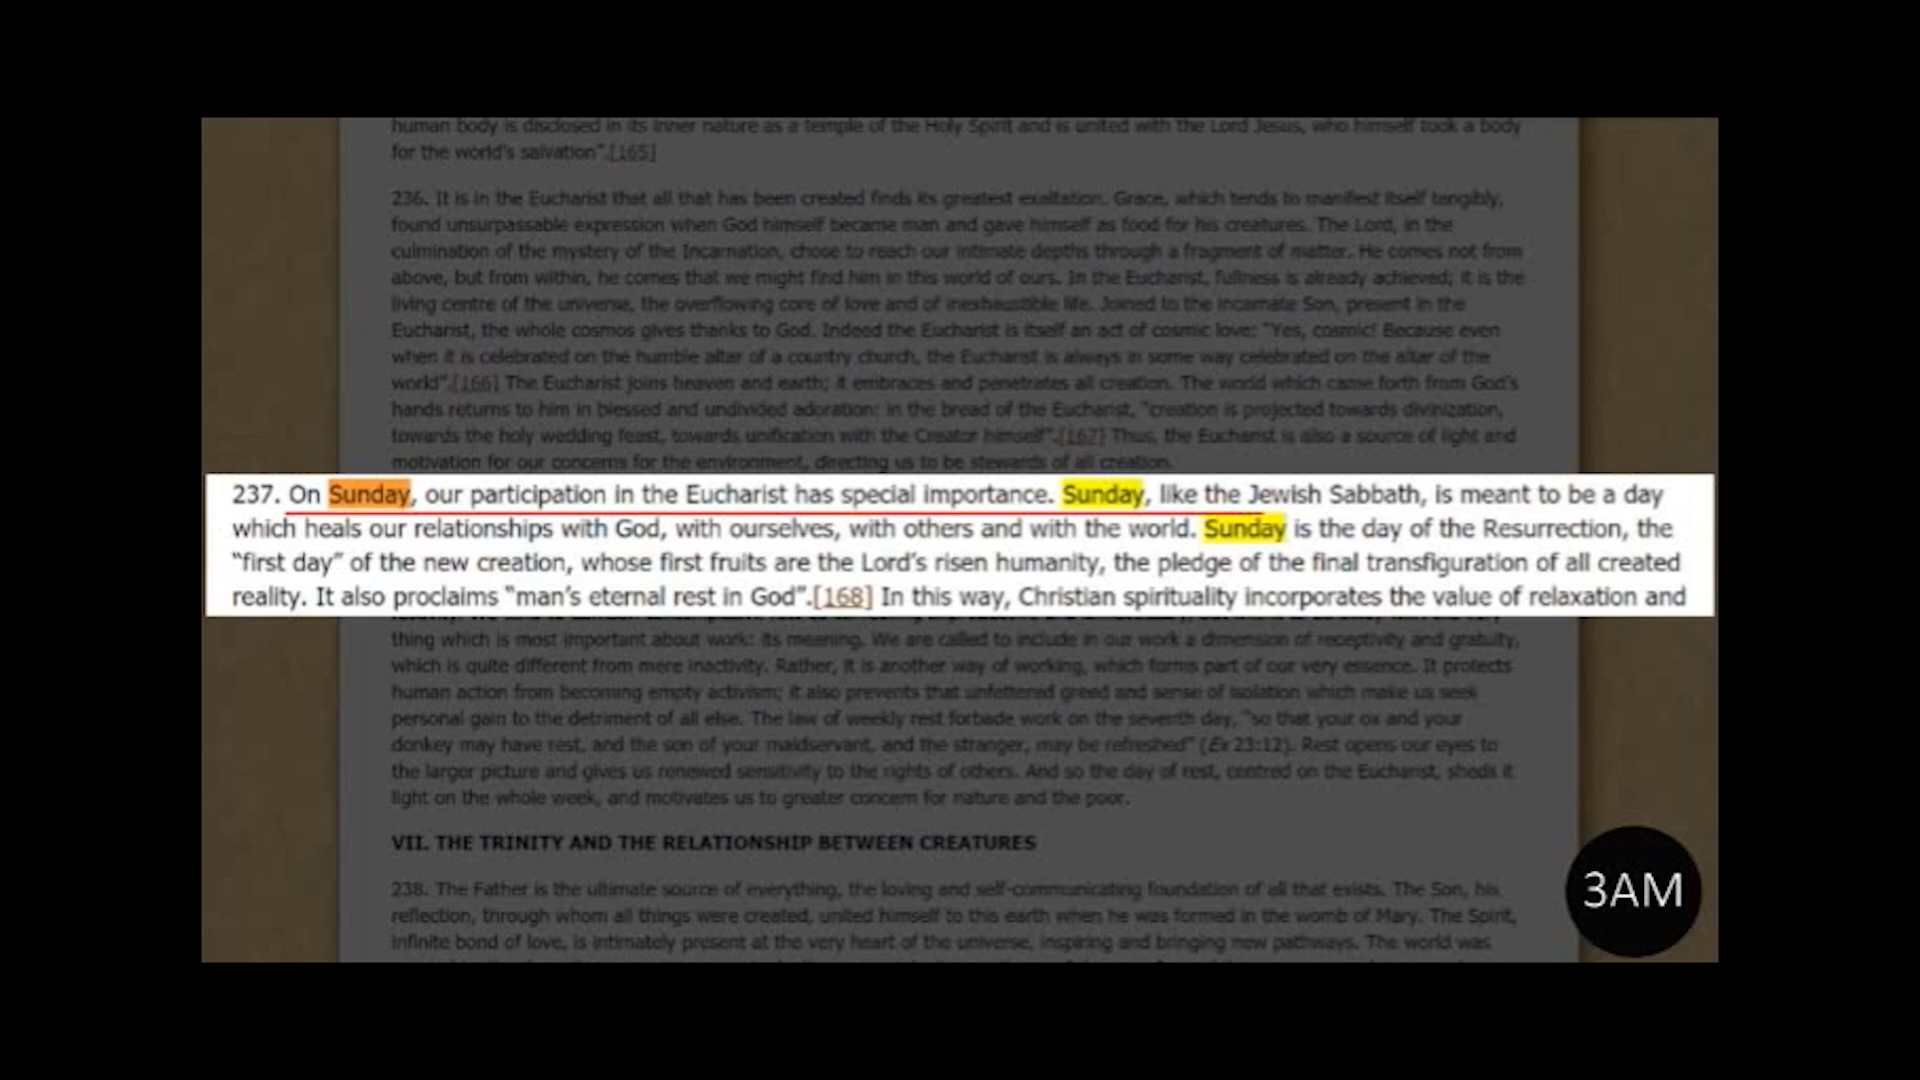 human body is disclosed in its inner nature as a temple of the Holy Spirit and is united with the Lord Jesus, who himself took a body
for the world's salvation".[165]
236. It is in the Eucharist that all that has been created finds its greatest exaltation. Grace, which tends to manifest itself tangibly,
found unsurpassable expression when God himself became man and gave himself as food for his creatures. The Lord, in the
culmination of the mystery of the Incarnation, chose to reach our intimate depths through a fragment of matter. He comes not from
above, but from within, he comes that we might find him in this world of ours. In the Eucharist, fullness is already achieved; it is the
living centre of the universe, the overflowing core of love and of inexhaustible life. Joined to the incarnate Son, present in the
Eucharist, the whole cosmos gives thanks to God. Indeed the Eucharist is itself an act of cosmic love: "Yes, cosmic! Because even
when it is celebrated on the humble altar of a country church, the Eucharist is always in some way celebrated on the altar of the
world".[166] The Eucharist joins heaven and earth; it embraces and penetrates all creation. The world which came forth from God's
hands returns to him in blessed and undivided adoration: in the bread of the Eucharist, "creation is projected towards divinization,
towards the holy wedding feast, towards unification with the Creator himself".[167] Thus, the Eucharist is also a source of light and
motivation for our concerns for the environment, directing us to be stewards of all creation.
237. On Sunday, our participation in the Eucharist has special importance. Sunday, like the Jewish Sabbath, is meant to be a day
which heals our relationships with God, with ourselves, with others and with the world. Sunday is the day of the Resurrection, the
“first day” of the new creation, whose first fruits are the Lord’s risen humanity, the pledge of the final transfiguration of all created
reality. It also proclaims “man’s eternal rest in God”.[168] In this way, Christian spirituality incorporates the value of relaxation and
thing which is most important about work: its meaning. We are called to include in our work a dimension of receptivity and gratuity,
which is quite different from mere inactivity. Rather, it is another way of working, which forms part of our very essence. It protects
human action from becoming empty activism; it also prevents that unfettered greed and sense of isolation which make us seek
personal gain to the detriment of all else. The law of weekly rest forbade work on the seventh day, "so that your ox and your
donkey may have rest, and the son of your maidservant, and the stranger, may be refreshed" (Ex 23:12). Rest opens our eyes to
the larger picture and gives us renewed sensitivity to the rights of others. And so the day of rest, centred on the Eucharist, sheds it
light on the whole week, and motivates us to greater concern for nature and the poor.
VII. THE TRINITY AND THE RELATIONSHIP BETWEEN CREATURES
238. The Father is the ultimate source of everything, the loving and self-communicating foundation of all that exists. The Son, his
reflection, through whom all things were created, united himself to this earth when he was formed in the womb of Mary. The Spirit,
infinite bond of love, is intimately present at the very heart of the universe, inspiring and bringing new pathways. The world was
3AM